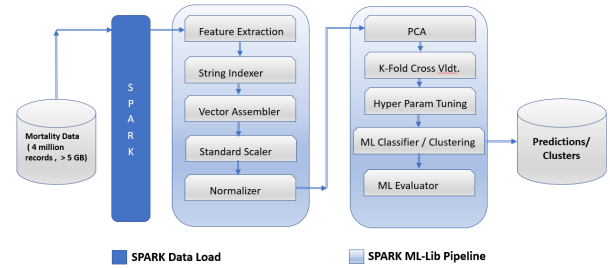 Mortality Data
( 4 million
records , > 5 GB)
S
P
A
R
K
Feature Extraction
String Indexer
Vector Assembler
Standard Scaler
Normalizer
PCA
K-Fold Cross Vldt.
Hyper Param Tuning
ML Classifier / Clustering
ML Evaluator
Predictions/
Clusters
SPARK Data Load
SPARK ML-Lib Pipeline